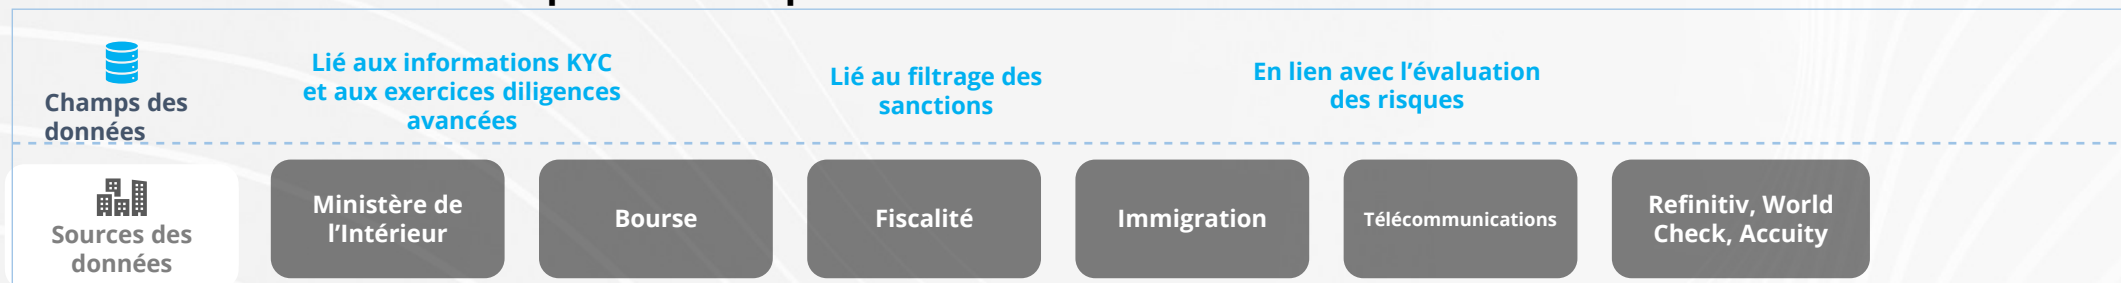 Champs des
données
Lié aux informations KYC
et aux exercices diligences
avancées
Lié au filtrage des
sanctions
En lien avec l’évaluation
des risques
Sources des
données
Ministère de
l’Intérieur
Bourse
Fiscalité
Immigration
Télécommunications
Refinitiv, World
Check, Accuity